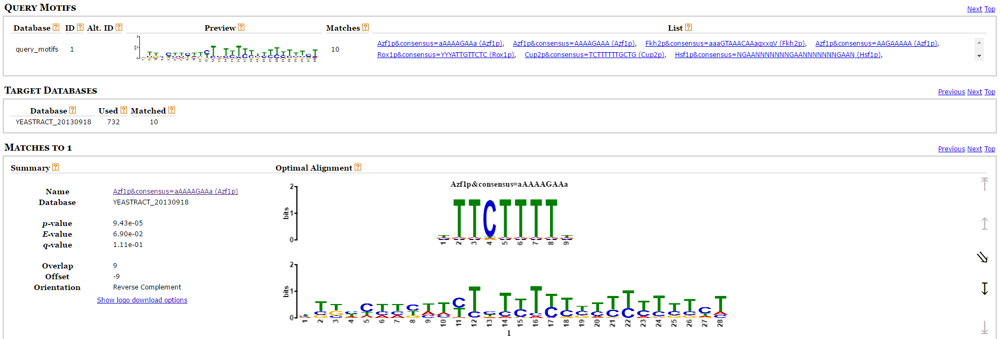 QUERY MOTIFS
Next Top
Database ? ID ? Alt. ID ? Preview ? Matches ? List ?
query_motifs 1 10 Azf1p&consensus=aAAAAGAAa (Azf1p), Azf1p&consensus=AAAAGAAA (Azf1p), Fkh2p&consensus=aaaGTAAACAAaqxxqV (Fkh2p), Azf1p&consensus=AAGAAAAA (Azf1p),
Rox1p&consensus=YYYATTGTTCTC (Rox1p), Cup2p&consensus=TCTTTTTTGCTG (Cup2p), Hsf1p&consensus=NGAANNNNNNNGAANNNNNNNGAAN (Hsf1p),
TARGET DATABASES
Previous Next Top
Database ? Used ? Matched ?
YEASTRACT_20130918 732 10
MATCHES TO 1
Previous Next Top
Summary ?
Name Azf1p&consensus=aAAAAGAAa (Azf1p)
Database YEASTRACT_20130918
p-value 9.43e-05
E-value 6.90e-02
q-value 1.11e-01
Overlap 9
Offset -9
Orientation Reverse Complement
Show logo download options
Optimal Alignment ?
Azf1p&consensus=aAAAAGAAa
2
bits
1
0
TTCTTTT
1 2 3 4 5 6 7 8 9
2
bits
1
0
1 2 3 4 5 6 7 8 9 10 11 12 13 14 15 16 17 18 19 20 21 22 23 24 25 26 27 28
1